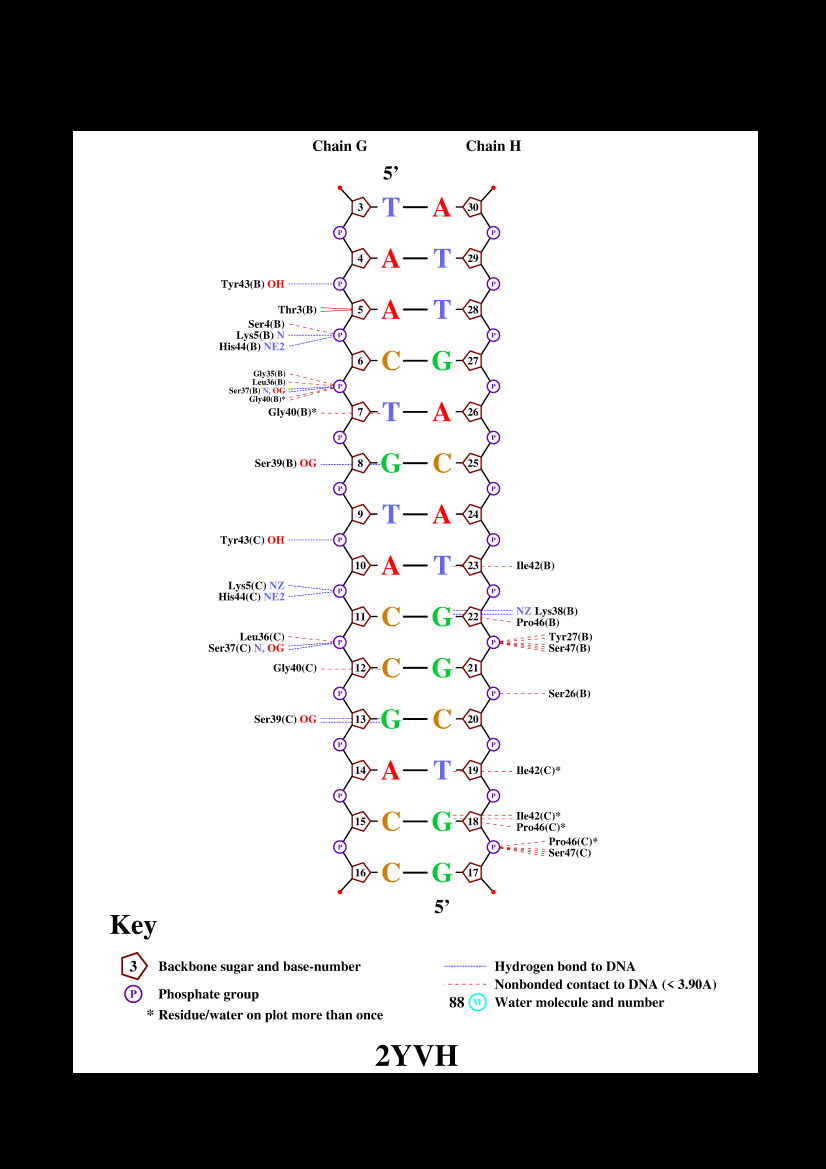 Chain G Chain H
5’
3 T A 30
P P
4 A T 29
Tyr43(B) OH P P
Thr3(B) 5 A T 28
Ser4(B)
Lys5(B) N P P
His44(B) NE2
6 C G 27
Gly35(B)
Leu36(B)
Ser37(B) N, OG P P
Gly40(B)*
Gly40(B)* 7 T A 26
P P
Ser39(B) OG 8 G C 25
P P
9 T A 24
Tyr43(C) OH P P
10 A T 23 Ile42(B)
Lys5(C) NZ P P
His44(C) NE2
11 C G 22 NZ Lys38(B)
Pro46(B)
Leu36(C) P P Tyr27(B)
Ser37(C) N, OG Ser47(B)
Gly40(C) 12 C G 21
P P Ser26(B)
Ser39(C) OG 13 G C 20
P P
14 A T 19 Ile42(C)*
P P
15 C G 18 Ile42(C)*
Pro46(C)*
P P Pro46(C)*
Ser47(C)
16 C G 17
5’
Key
3 Backbone sugar and base-number
P Phosphate group
* Residue/water on plot more than once
Hydrogen bond to DNA
Nonbonded contact to DNA (< 3.90A)
88 W Water molecule and number
2YVH